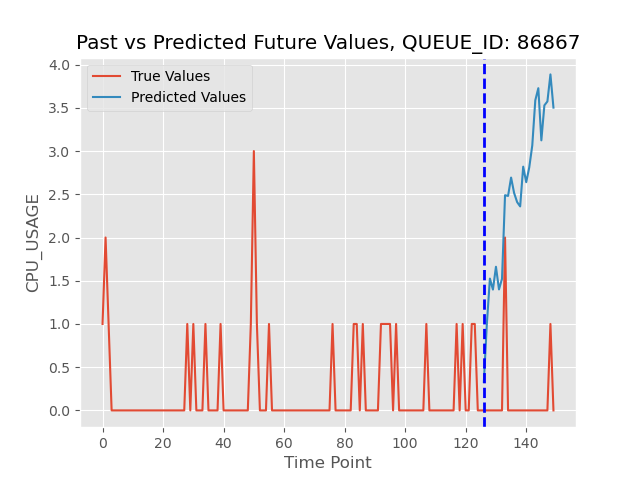 Past vs Predicted Future Values, QUEUE_ID: 86867
True Values
Predicted Values
4.0
3.5
3.0
2.5
2.0
1.5
1.0
0.5
0.0
CPU_USAGE
0 20 40 60 80 100 120 140
Time Point